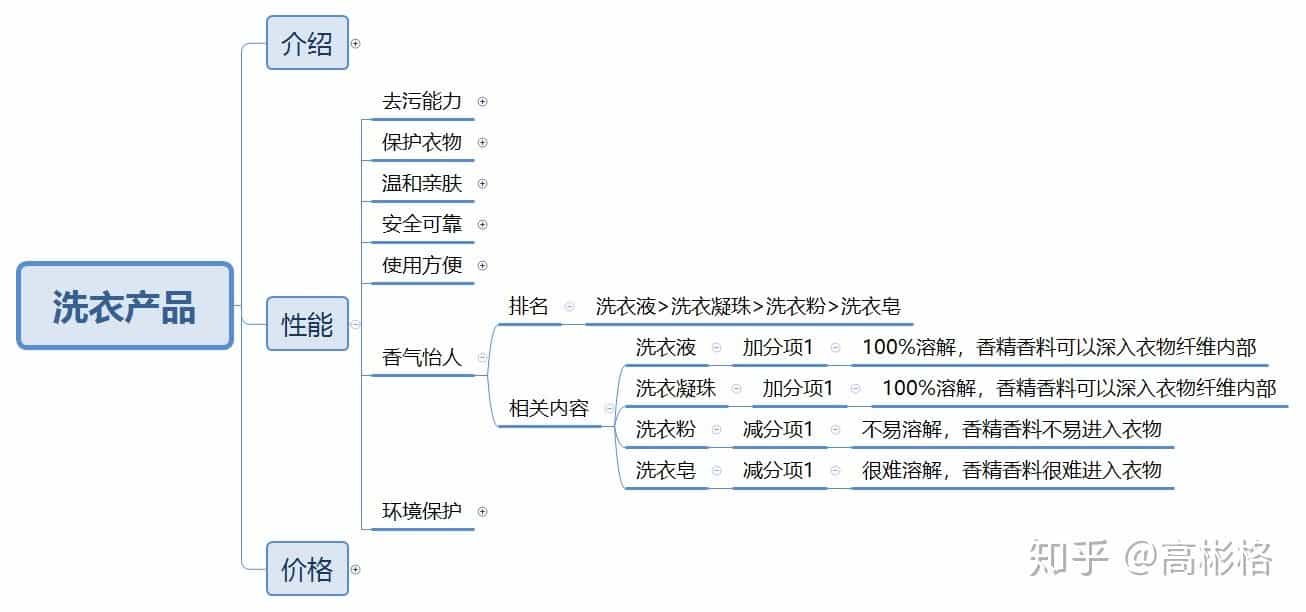 洗衣产品
介绍
性能
去污能力
保护衣物
温和亲肤
安全可靠
使用方便
香气怡人
排名
洗衣液>洗衣凝珠>洗衣粉>洗衣皂
相关内容
洗衣液 加分项1 100%溶解，香精香料可以深入衣物纤维内部
洗衣凝珠 加分项1 100%溶解，香精香料可以深入衣物纤维内部
洗衣粉 减分项1 不易溶解，香精香料不易进入衣物
洗衣皂 减分项1 很难溶解，香精香料很难进入衣物
环境保护
价格
知乎 @高彬格